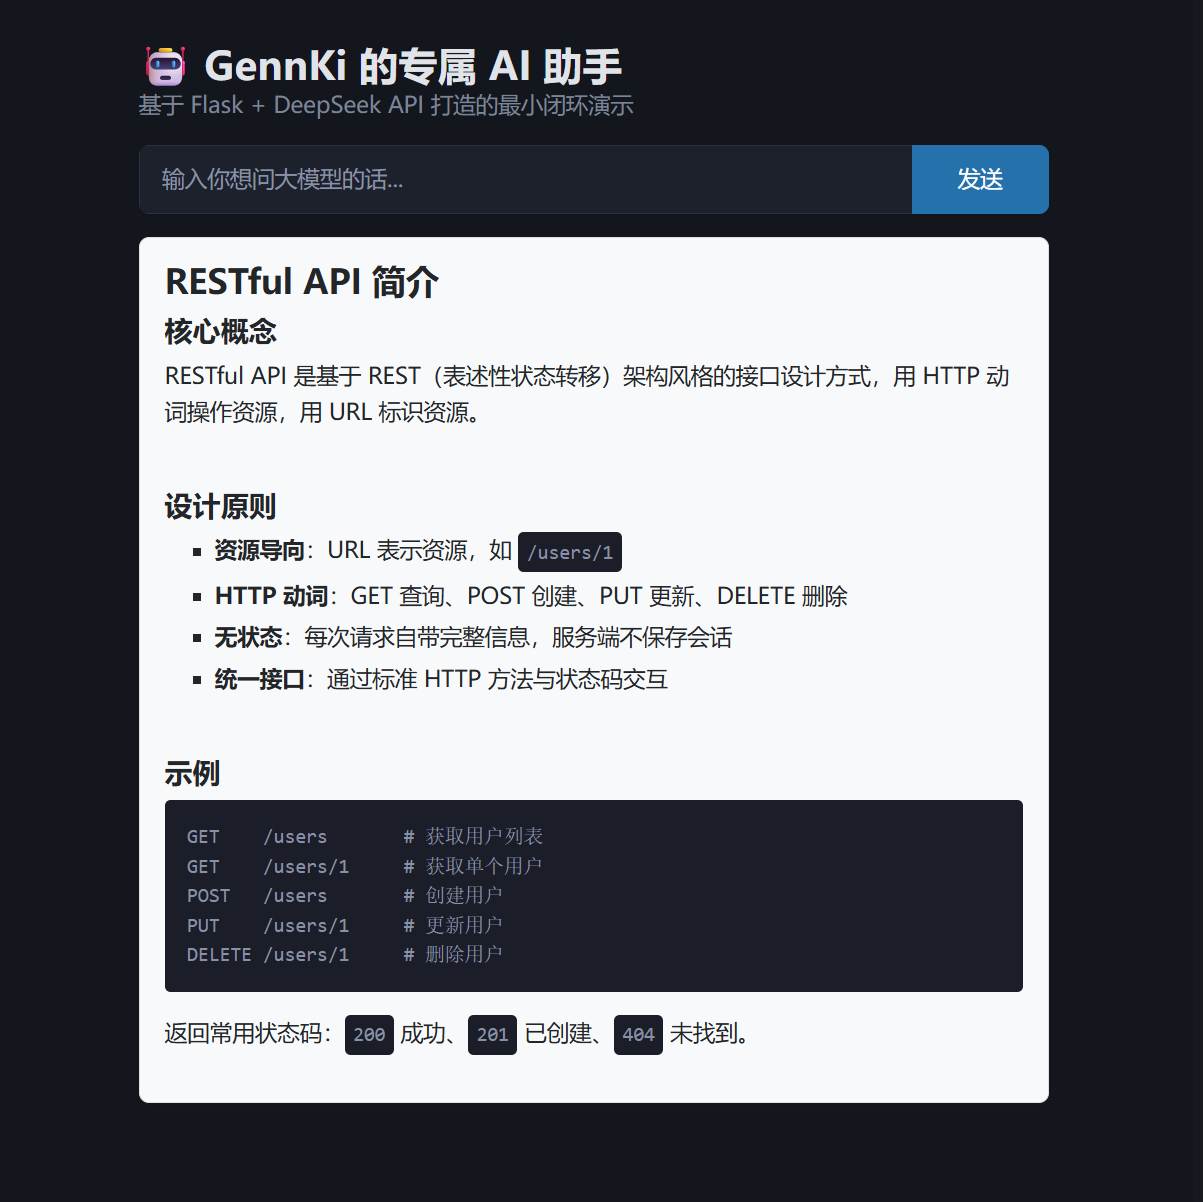 GennKi 的专属 AI 助手
基于 Flask + DeepSeek API 打造的最小闭环演示
输入你想问大模型的话...
发送
RESTful API 简介
核心概念
RESTful API 是基于 REST（表述性状态转移）架构风格的接口设计方式，用 HTTP 动
词操作资源，用 URL 标识资源。
设计原则
资源导向：URL 表示资源，如 /users/1
HTTP 动词：GET 查询、POST 创建、PUT 更新、DELETE 删除
无状态：每次请求自带完整信息，服务端不保存会话
统一接口：通过标准 HTTP 方法与状态码交互
示例
GET    /users       # 获取用户列表
GET    /users/1     # 获取单个用户
POST   /users       # 创建用户
PUT    /users/1     # 更新用户
DELETE /users/1     # 删除用户
返回常用状态码：200 成功、201 已创建、404 未找到。